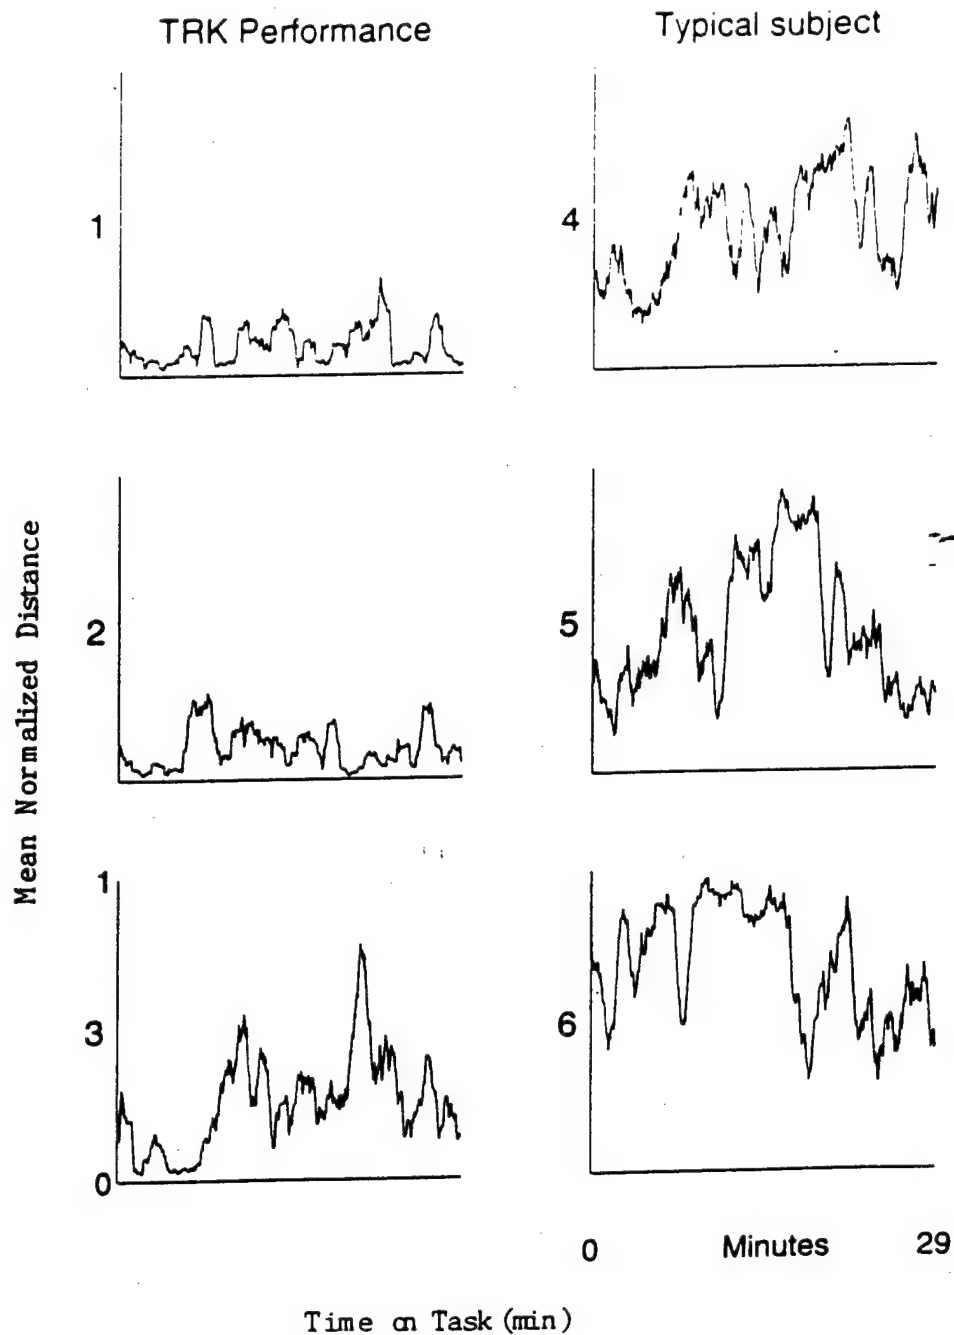 TRK Performance
Typical subject
1
4
Mean Normalized Distance
2
5
1
3
0
6
0 Minutes 29
Time on Task (min)